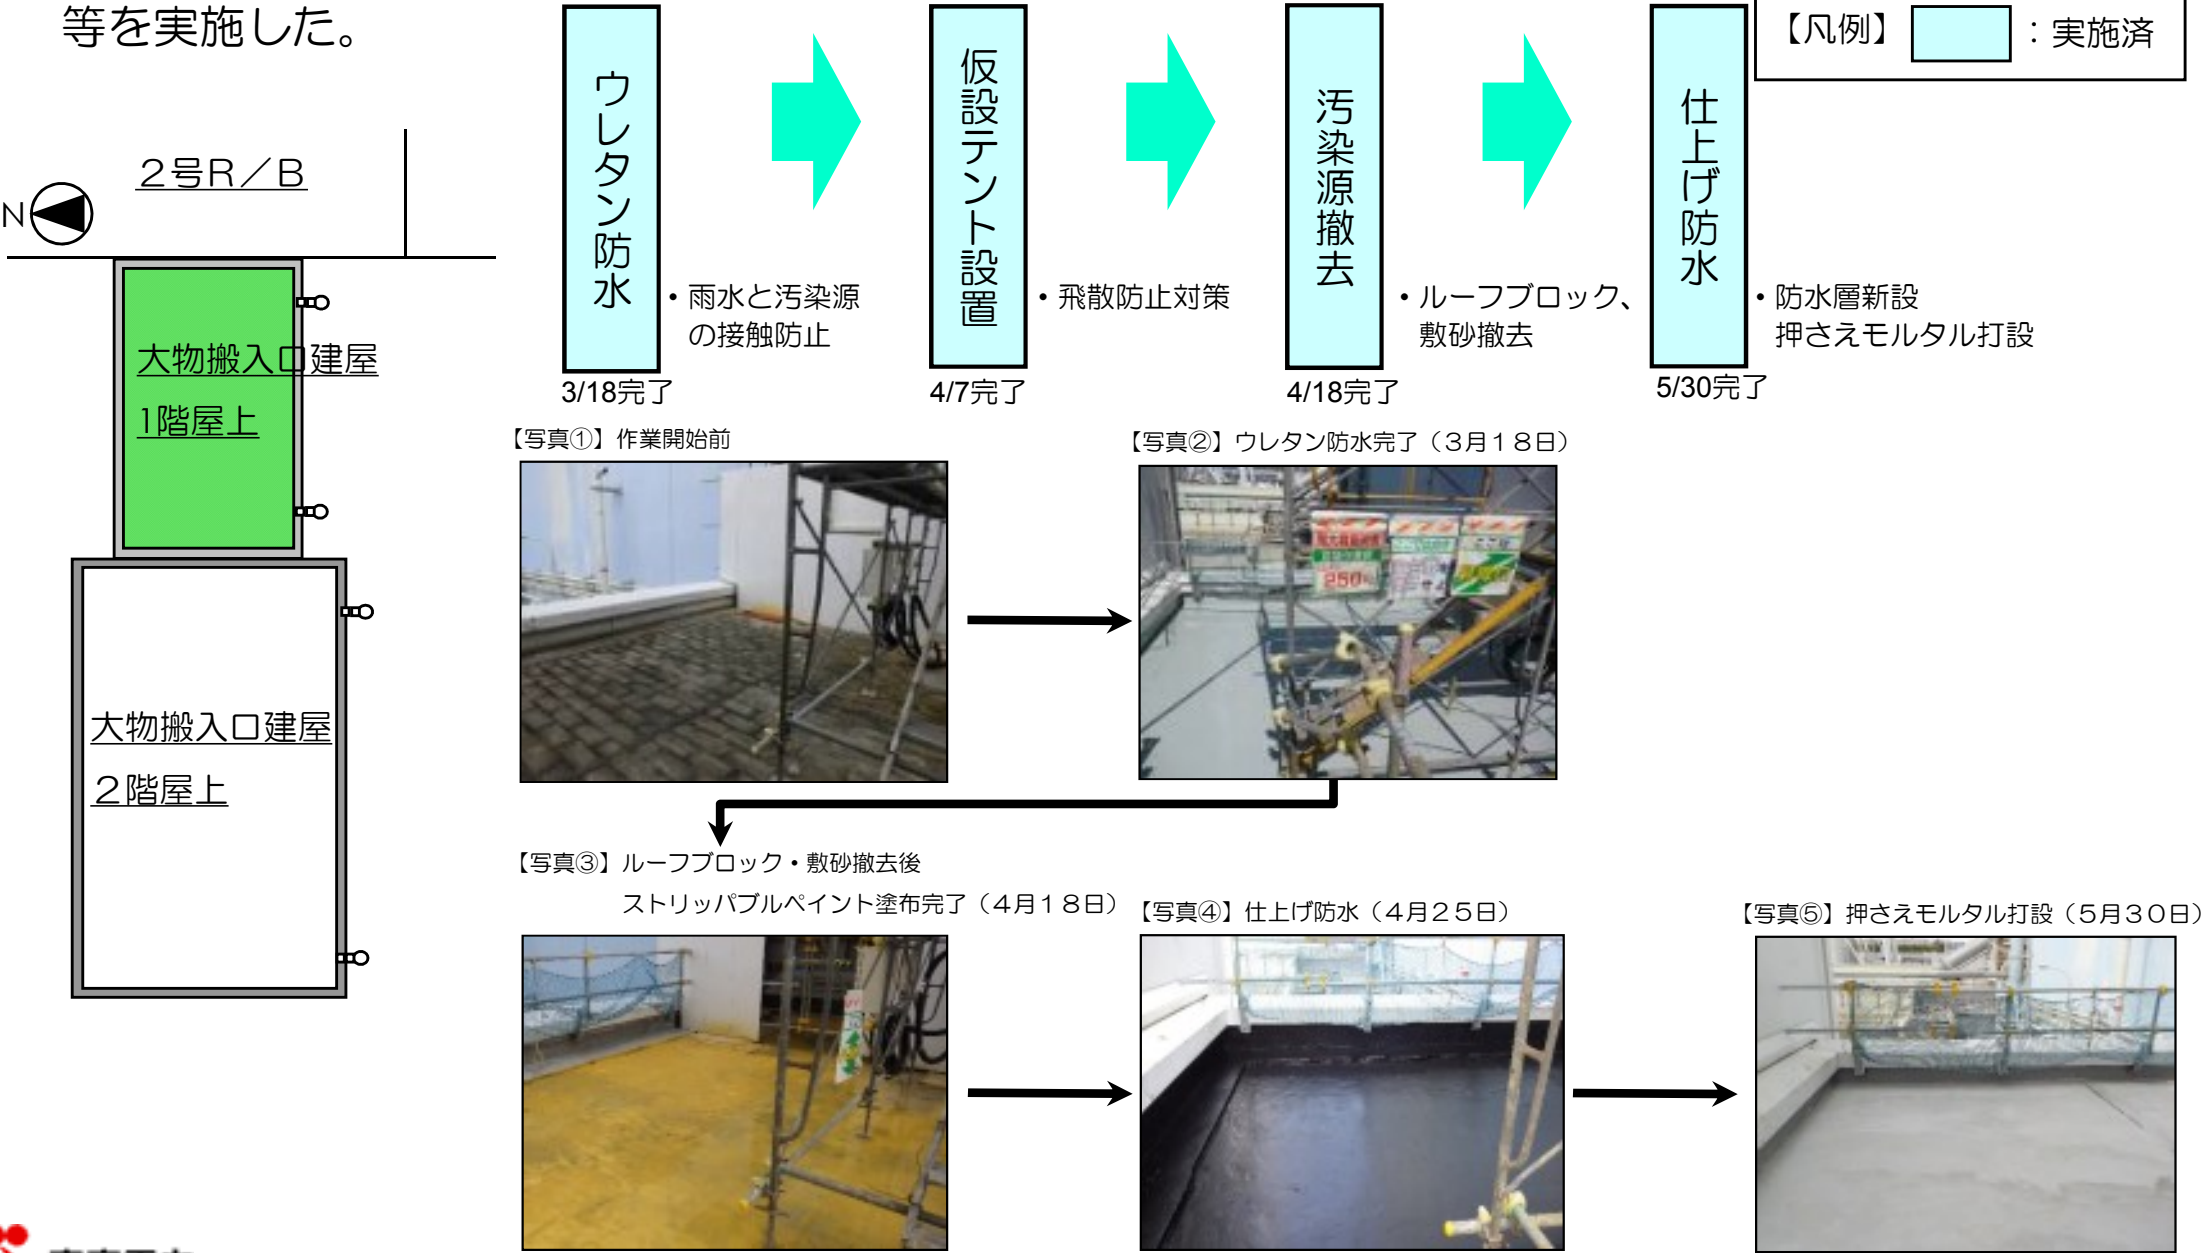 等を実施した。
【凡例】 ：実施済
ウレタン防水
・雨水と汚染源
の接触防止
3/18完了
仮設テント設置
・飛散防止対策
4/7完了
汚染源撤去
・ルーフブロック、
敷砂撤去
4/18完了
仕上げ防水
・防水層新設
押さえモルタル打設
5/30完了
２号Ｒ／Ｂ
N
大物搬入口建屋
1階屋上
大物搬入口建屋
２階屋上
【写真①】作業開始前
【写真②】ウレタン防水完了（３月１８日）
250
【写真③】ルーフブロック・敷砂撤去後
ストリッパブルペイント塗布完了（４月１８日）
【写真④】仕上げ防水（４月２５日）
【写真⑤】押さえモルタル打設（５月３０日）